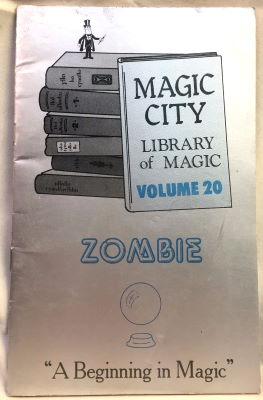 MAGIC
CITY
LIBRARY
of MAGIC
VOLUME 20
ZOMBIE
“A Beginning in Magic”